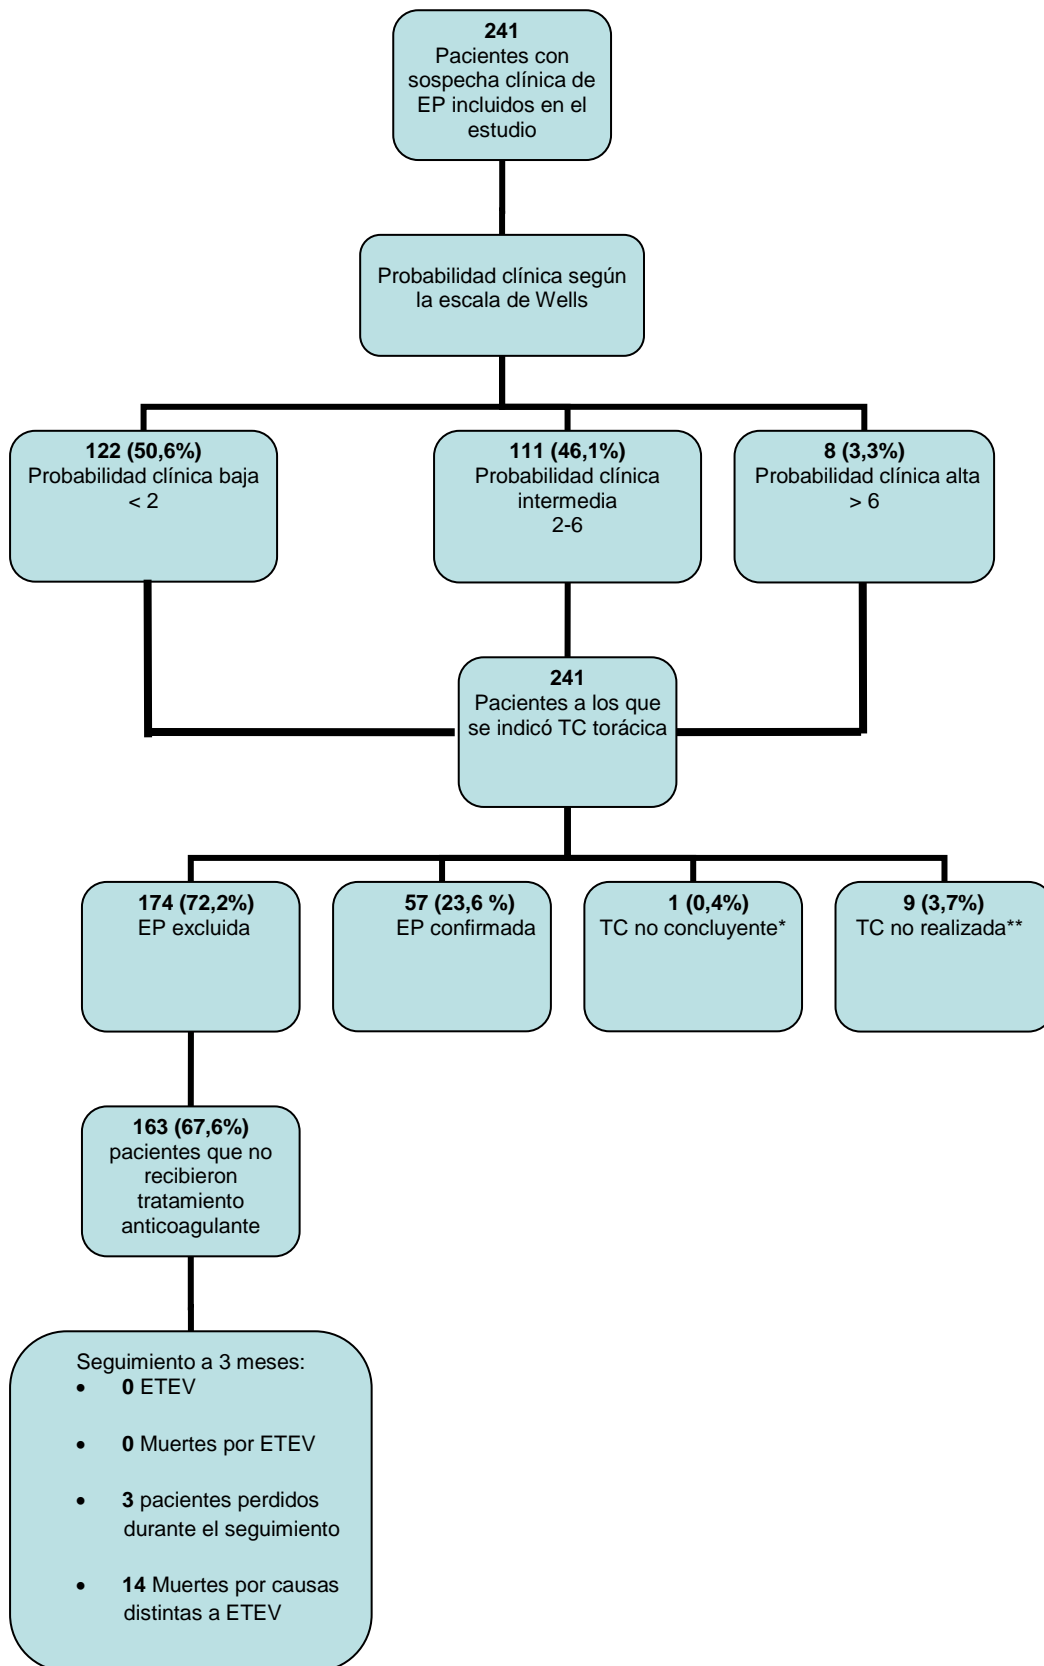 241
Pacientes con
sospecha clínica de
EP incluidos en el
estudio
Probabilidad clínica según
la escala de Wells
122 (50,6%)
Probabilidad clínica baja
< 2
111 (46,1%)
Probabilidad clínica
intermedia
2-6
8 (3,3%)
Probabilidad clínica alta
> 6
241
Pacientes a los que
se indicó TC torácica
174 (72,2%)
EP excluida
57 (23,6 %)
EP confirmada
1 (0,4%)
TC no concluyente*
9 (3,7%)
TC no realizada**
163 (67,6%)
pacientes que no
recibieron
tratamiento
anticoagulante
Seguimiento a 3 meses:
• 0 ETEV
• 0 Muertes por ETEV
• 3 pacientes perdidos
durante el seguimiento
• 14 Muertes por causas
distintas a ETEV